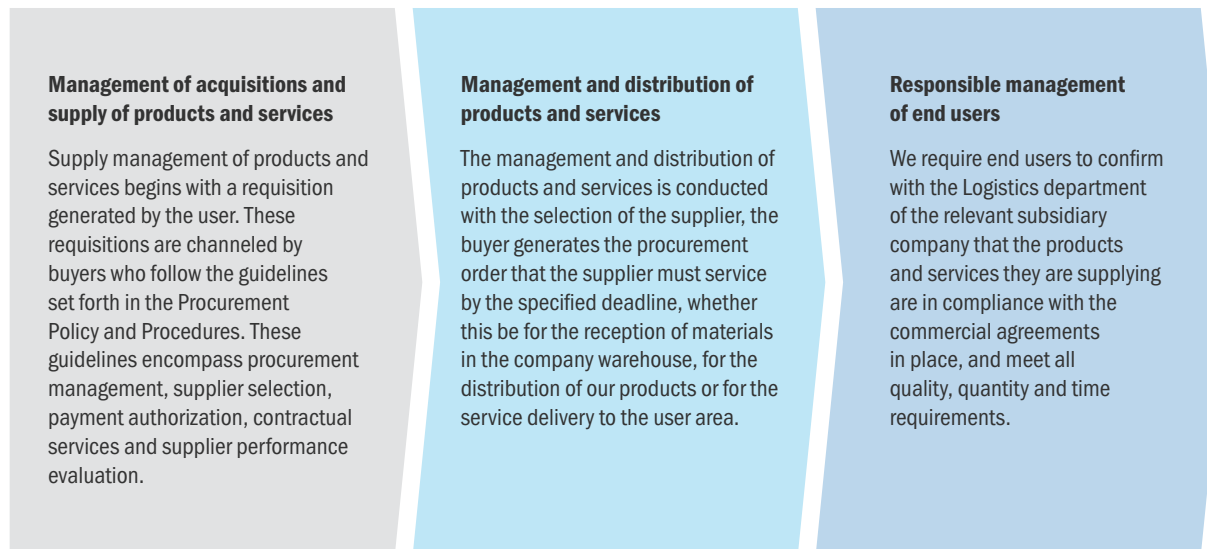 Management of acquisitions and
supply of products and services
Supply management of products and
services begins with a requisition
generated by the user. These
requisitions are channeled by
buyers who follow the guidelines
set forth in the Procurement
Policy and Procedures. These
guidelines encompass procurement
management, supplier selection,
payment authorization, contractual
services and supplier performance
evaluation.
Management and distribution of
products and services
The management and distribution of
products and services is conducted
with the selection of the supplier, the
buyer generates the procurement
order that the supplier must service
by the specified deadline, whether
this be for the reception of materials
in the company warehouse, for the
distribution of our products or for the
service delivery to the user area.
Responsible management
of end users
We require end users to confirm
with the Logistics department
of the relevant subsidiary
company that the products
and services they are supplying
are in compliance with the
commercial agreements
in place, and meet all
quality, quantity and time
requirements.